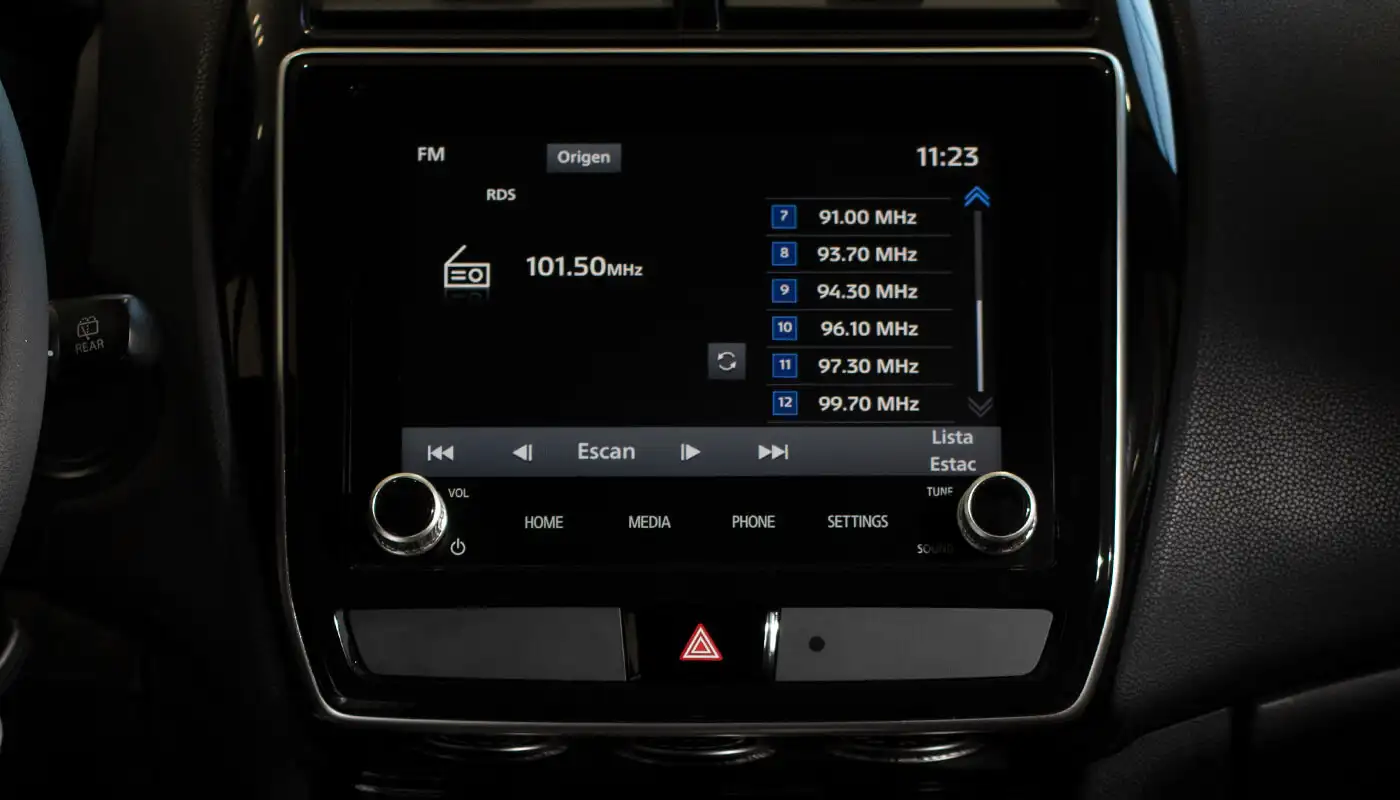 FM
Origen
11:23
RDS
101.50MHz
7 91.00 MHz
8 93.70 MHz
9 94.30 MHz
10 96.10 MHz
11 97.30 MHz
12 99.70 MHz
Escan
Lista
Estac
VOL
TUNE
HOME
MEDIA
PHONE
SETTINGS
SOUND
REAR